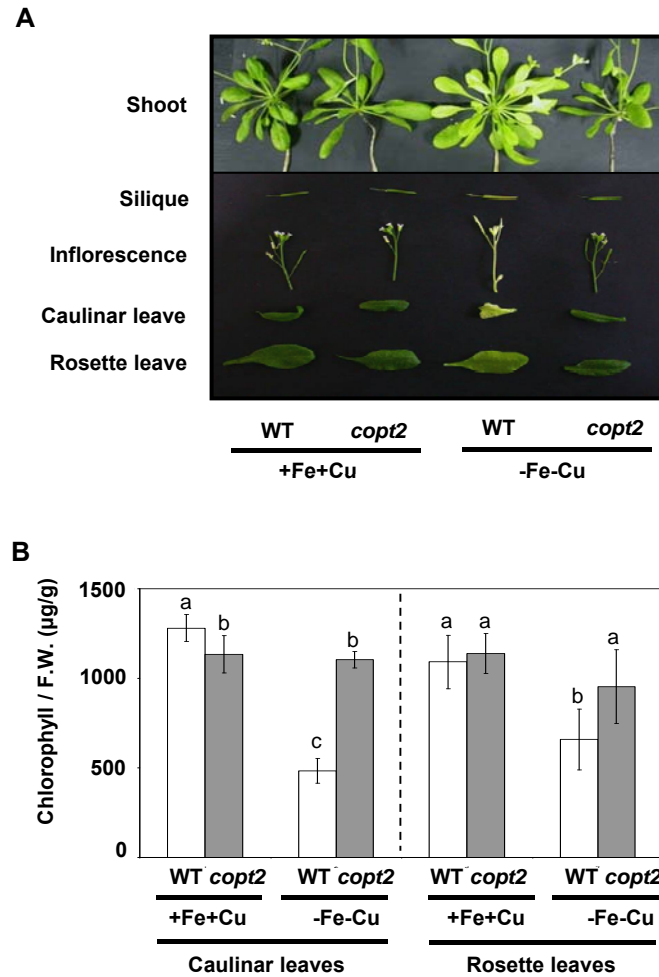 A
Shoot
Silique
Inflorescence
Caulinar leave
Rosette leave
WT copt2 WT copt2
+Fe+Cu -Fe-Cu
B
Chlorophyll / F.W. (µg/g)
1500
1000
500
0
a b c b a a b a
WT copt2 WT copt2 WT copt2 WT copt2
+Fe+Cu -Fe-Cu +Fe+Cu -Fe-Cu
Caulinar leaves Rosette leaves